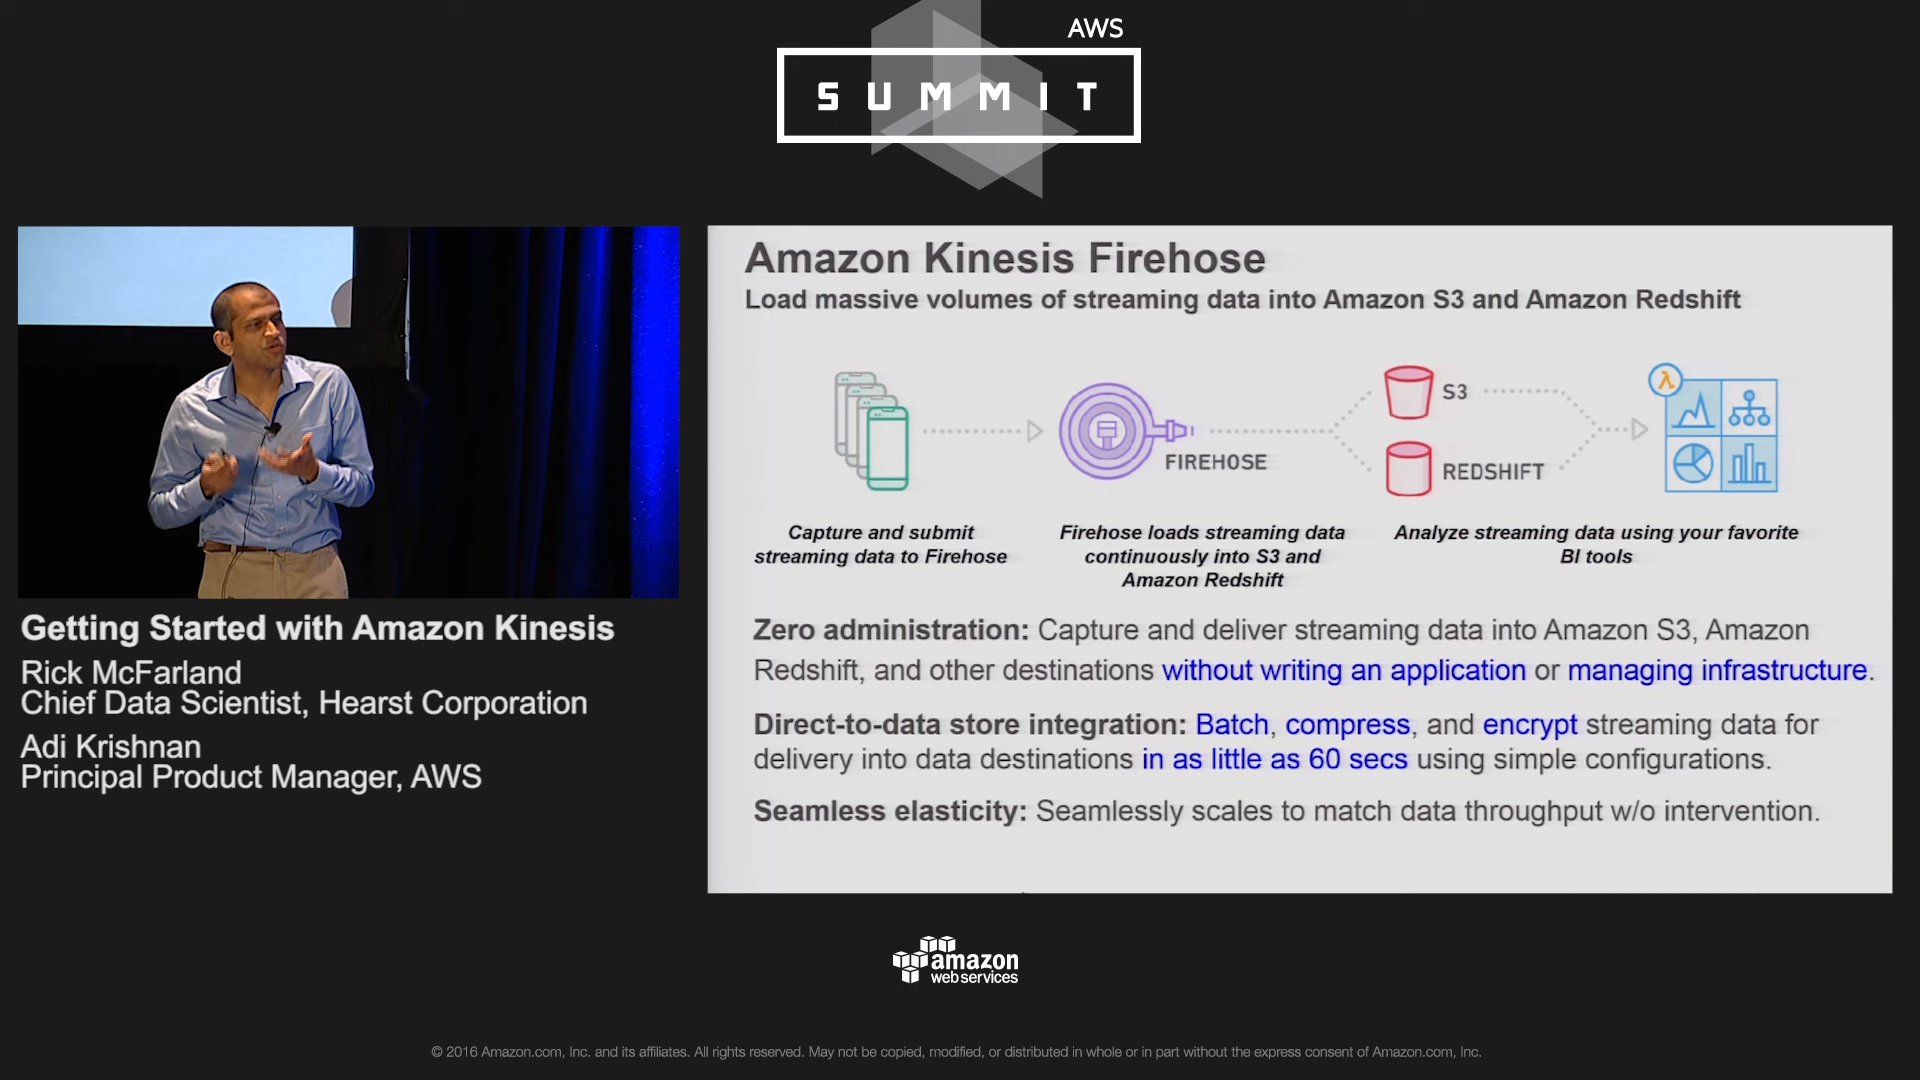 AWS
SUMMIT
Amazon Kinesis Firehose
Load massive volumes of streaming data into Amazon S3 and Amazon Redshift
S3
FIREHOSE
REDSHIFT
λ
Capture and submit
streaming data to Firehose
Firehose loads streaming data
continuously into S3 and
Amazon Redshift
Analyze streaming data using your favorite
BI tools
Zero administration: Capture and deliver streaming data into Amazon S3, Amazon
Redshift, and other destinations without writing an application or managing infrastructure.
Direct-to-data store integration: Batch, compress, and encrypt streaming data for
delivery into data destinations in as little as 60 secs using simple configurations.
Seamless elasticity: Seamlessly scales to match data throughput w/o intervention.
Getting Started with Amazon Kinesis
Rick McFarland
Chief Data Scientist, Hearst Corporation
Adi Krishnan
Principal Product Manager, AWS
amazon
web services
© 2016 Amazon.com, Inc. and its affiliates. All rights reserved. May not be copied, modified, or distributed in whole or in part without the express consent of Amazon.com, Inc.